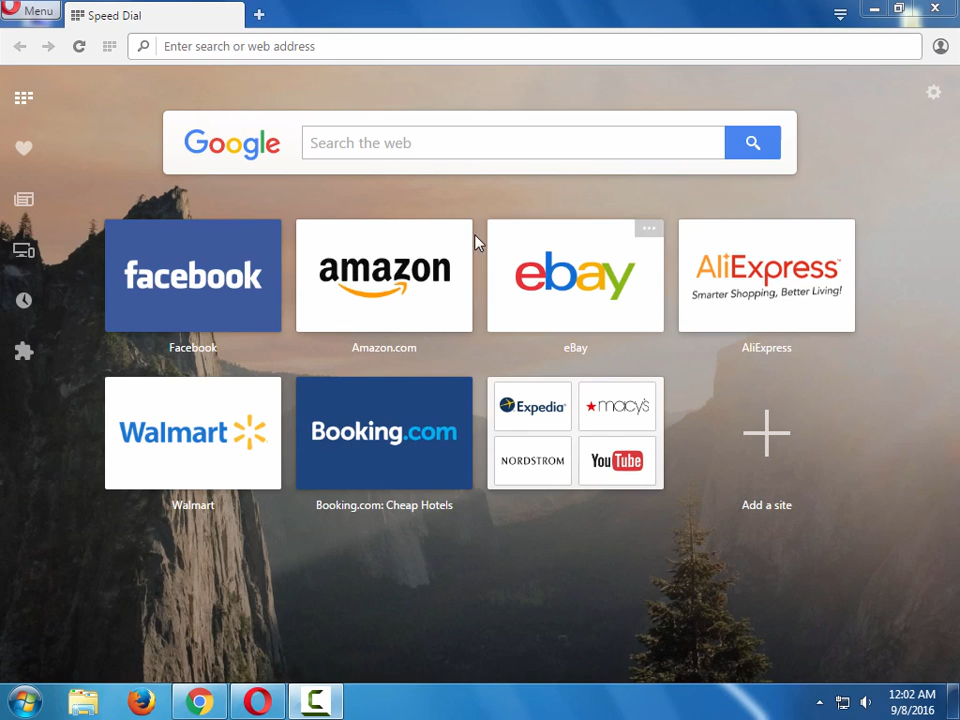 Menu
Speed Dial
Enter search or web address
Google
Search the web
facebook
amazon
ebay
AliExpress
Smarter Shopping, Better Living!
Facebook
Amazon.com
eBay
AliExpress
Walmart
Booking.com
Expedia
macy's
NORDSTROM
YouTube
Walmart
Booking.com: Cheap Hotels
Add a site
12:02 AM
9/8/2016